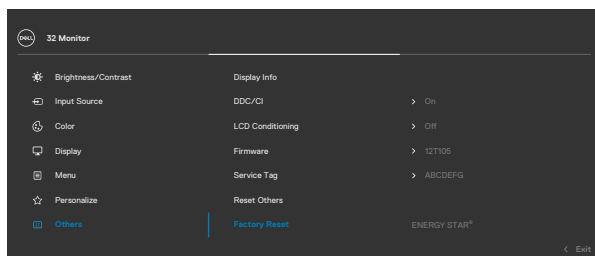 DELL 32 Monitor
Brightness/Contrast Display Info
Input Source DDC/CI > On
Color LCD Conditioning > Off
Display Firmware > 12T105
Menu Service Tag > ABCDEFG
Personalize Reset Others
Others Factory Reset ENERGY STAR®
< Exit